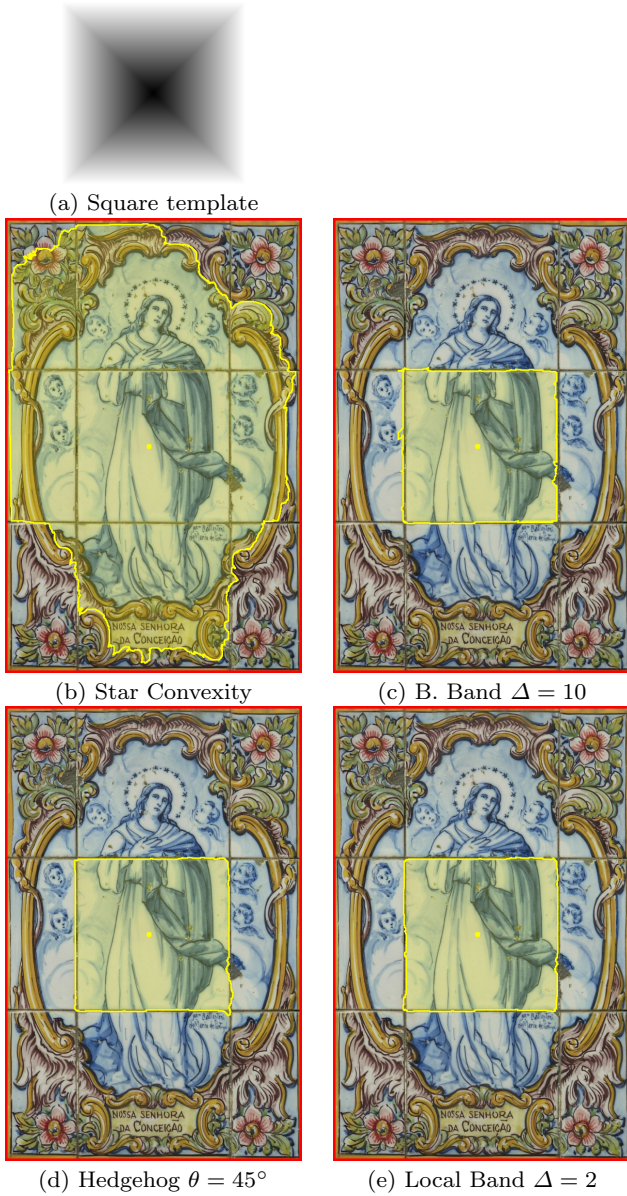 (a) Square template
NOSSA SENHORA
DA CONCEIÇÃO
NOSSA SENHORA
DA CONCEIÇÃO
(b) Star Convexity
(c) B. Band Δ = 10
NOSSA SENHORA
DA CONCEIÇÃO
NOSSA SENHORA
DA CONCEIÇÃO
(d) Hedgehog θ = 45°
(e) Local Band Δ = 2